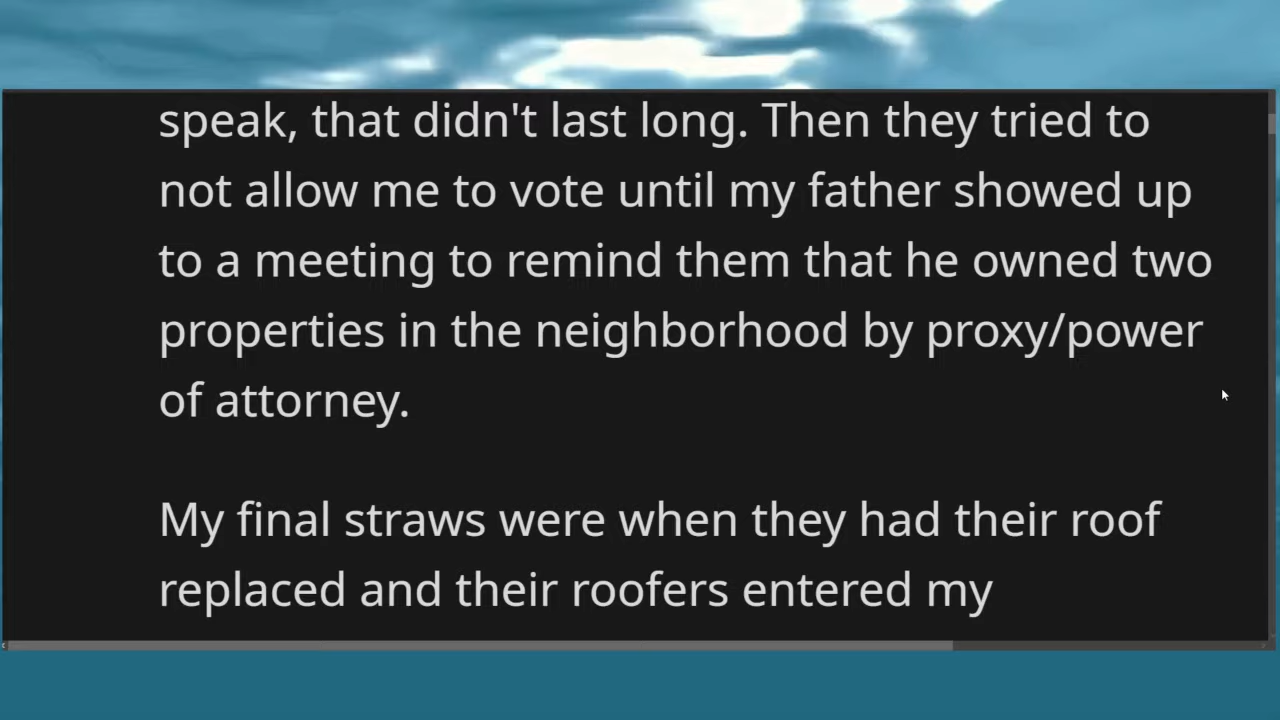 speak, that didn't last long. Then they tried to
not allow me to vote until my father showed up
to a meeting to remind them that he owned two
properties in the neighborhood by proxy/power
of attorney.
My final straws were when they had their roof
replaced and their roofers entered my